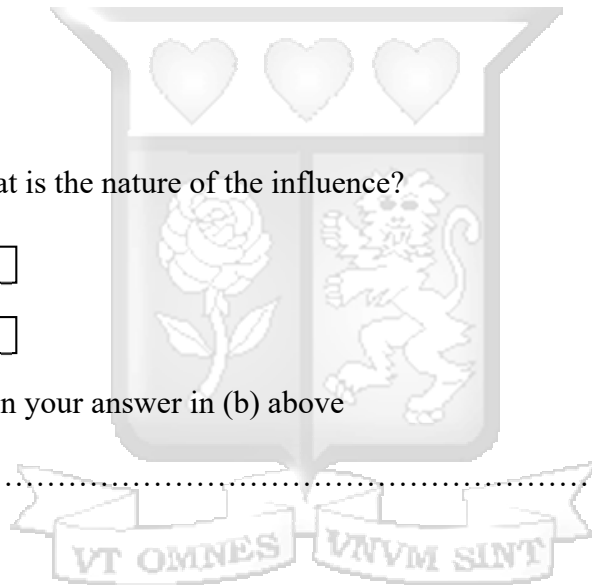 at is the nature of the influence?
n your answer in (b) above
………………………………………………………
VT OMNES VNVM SINT